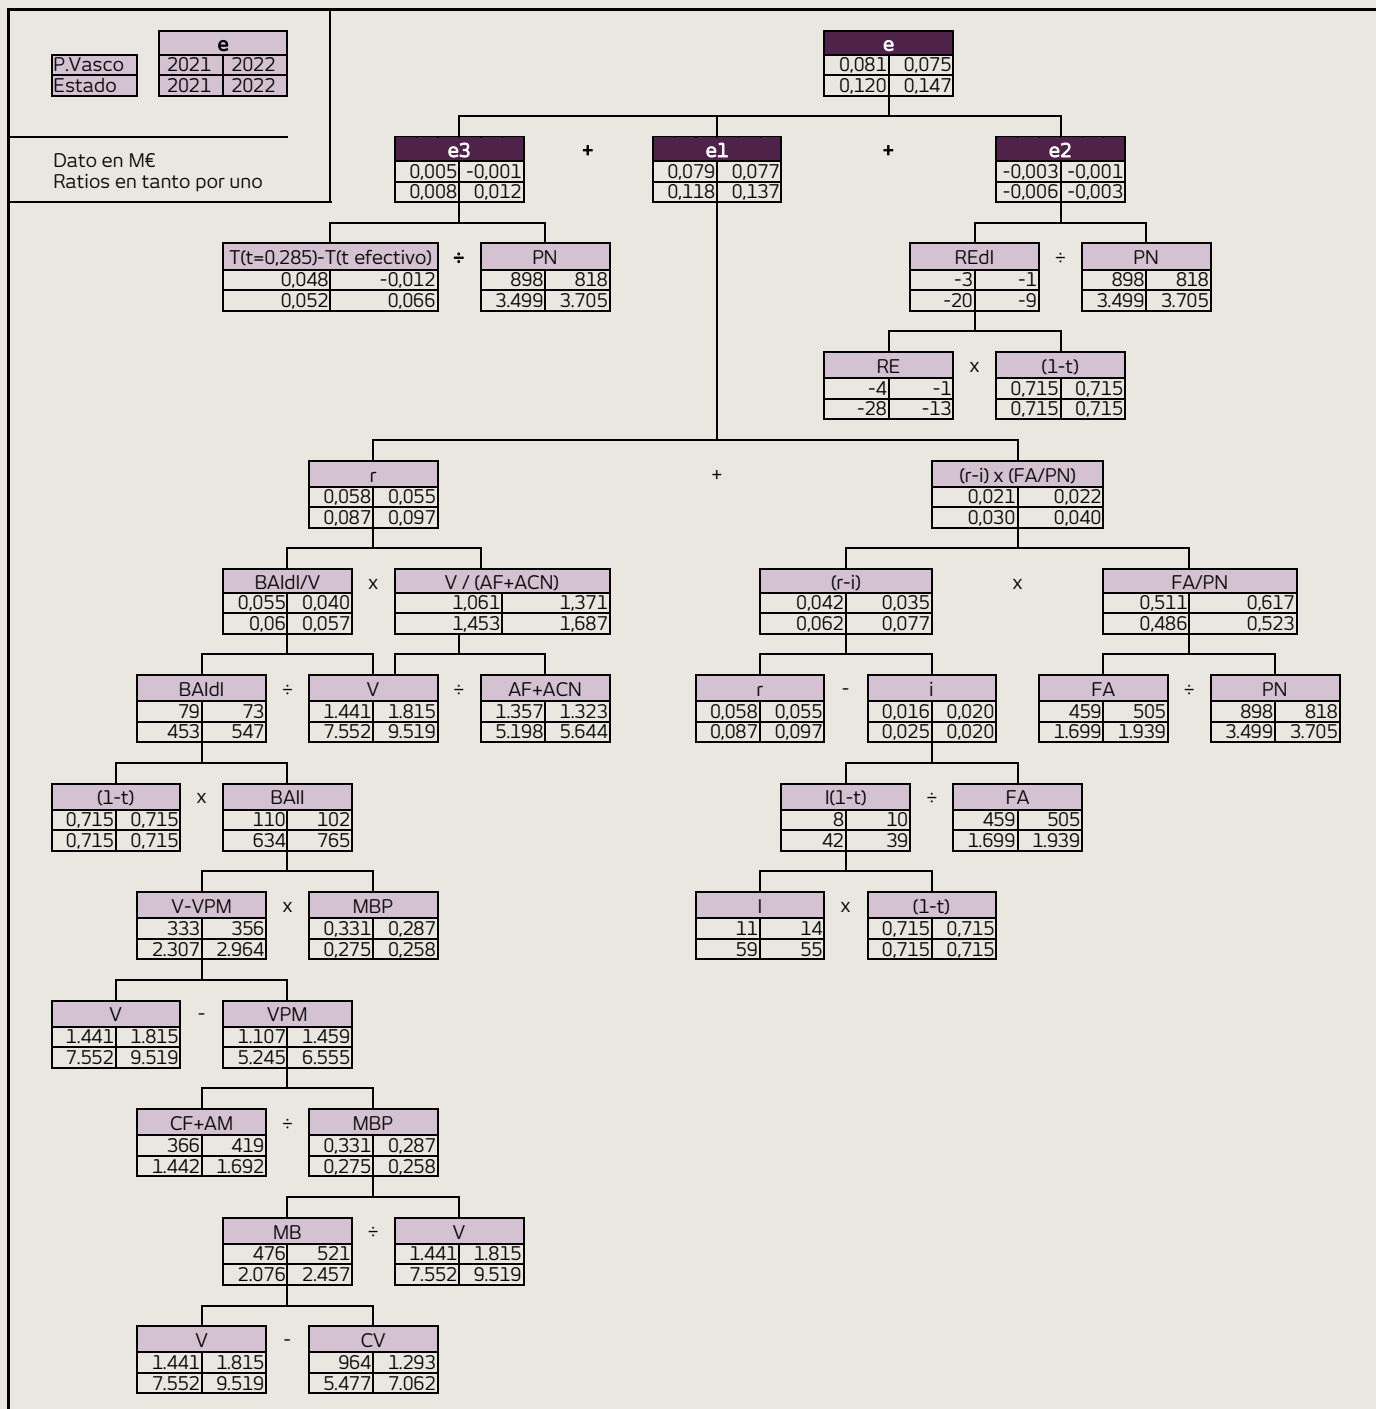 e
P.Vasco 2021 2022
Estado 2021 2022
Dato en M€
Ratios en tanto por uno
e
0,081 0,075
0,120 0,147
e3 + e1 + e2
0,005 -0,001 0,079 0,077 -0,003 -0,001
0,008 0,012 0,118 0,137 -0,006 -0,003
T(t=0,285)-T(t efectivo) ÷ PN REdI ÷ PN
0,048 -0,012 898 818 -3 -1 898 818
0,052 0,066 3.499 3.705 -20 -9 3.499 3.705
RE x (1-t)
-4 -1 0,715 0,715
-28 -13 0,715 0,715
r + (r-i) x (FA/PN)
0,058 0,055 0,021 0,022
0,087 0,097 0,030 0,040
BAIdI/V x V / (AF+ACN) (r-i) x FA/PN
0,055 0,040 1,061 1,371 0,042 0,035 0,511 0,617
0,06 0,057 1,453 1,687 0,062 0,077 0,486 0,523
BAIdI ÷ V ÷ AF+ACN r - i FA ÷ PN
79 73 1.441 1.815 1.357 1.323 0,058 0,055 0,016 0,020 459 505 898 818
453 547 7.552 9.519 5.198 5.644 0,087 0,097 0,025 0,020 1.699 1.939 3.499 3.705
(1-t) x BAII I(1-t) ÷ FA
0,715 0,715 110 102 8 10 459 505
0,715 0,715 634 765 42 39 1.699 1.939
V-VPM x MBP I x (1-t)
333 356 0,331 0,287 11 14 0,715 0,715
2.307 2.964 0,275 0,258 59 55 0,715 0,715
V - VPM
1.441 1.815 1.107 1.459
7.552 9.519 5.245 6.555
CF+AM ÷ MBP
366 419 0,331 0,287
1.442 1.692 0,275 0,258
MB ÷ V
476 521 1.441 1.815
2.076 2.457 7.552 9.519
V - CV
1.441 1.815 964 1.293
7.552 9.519 5.477 7.062